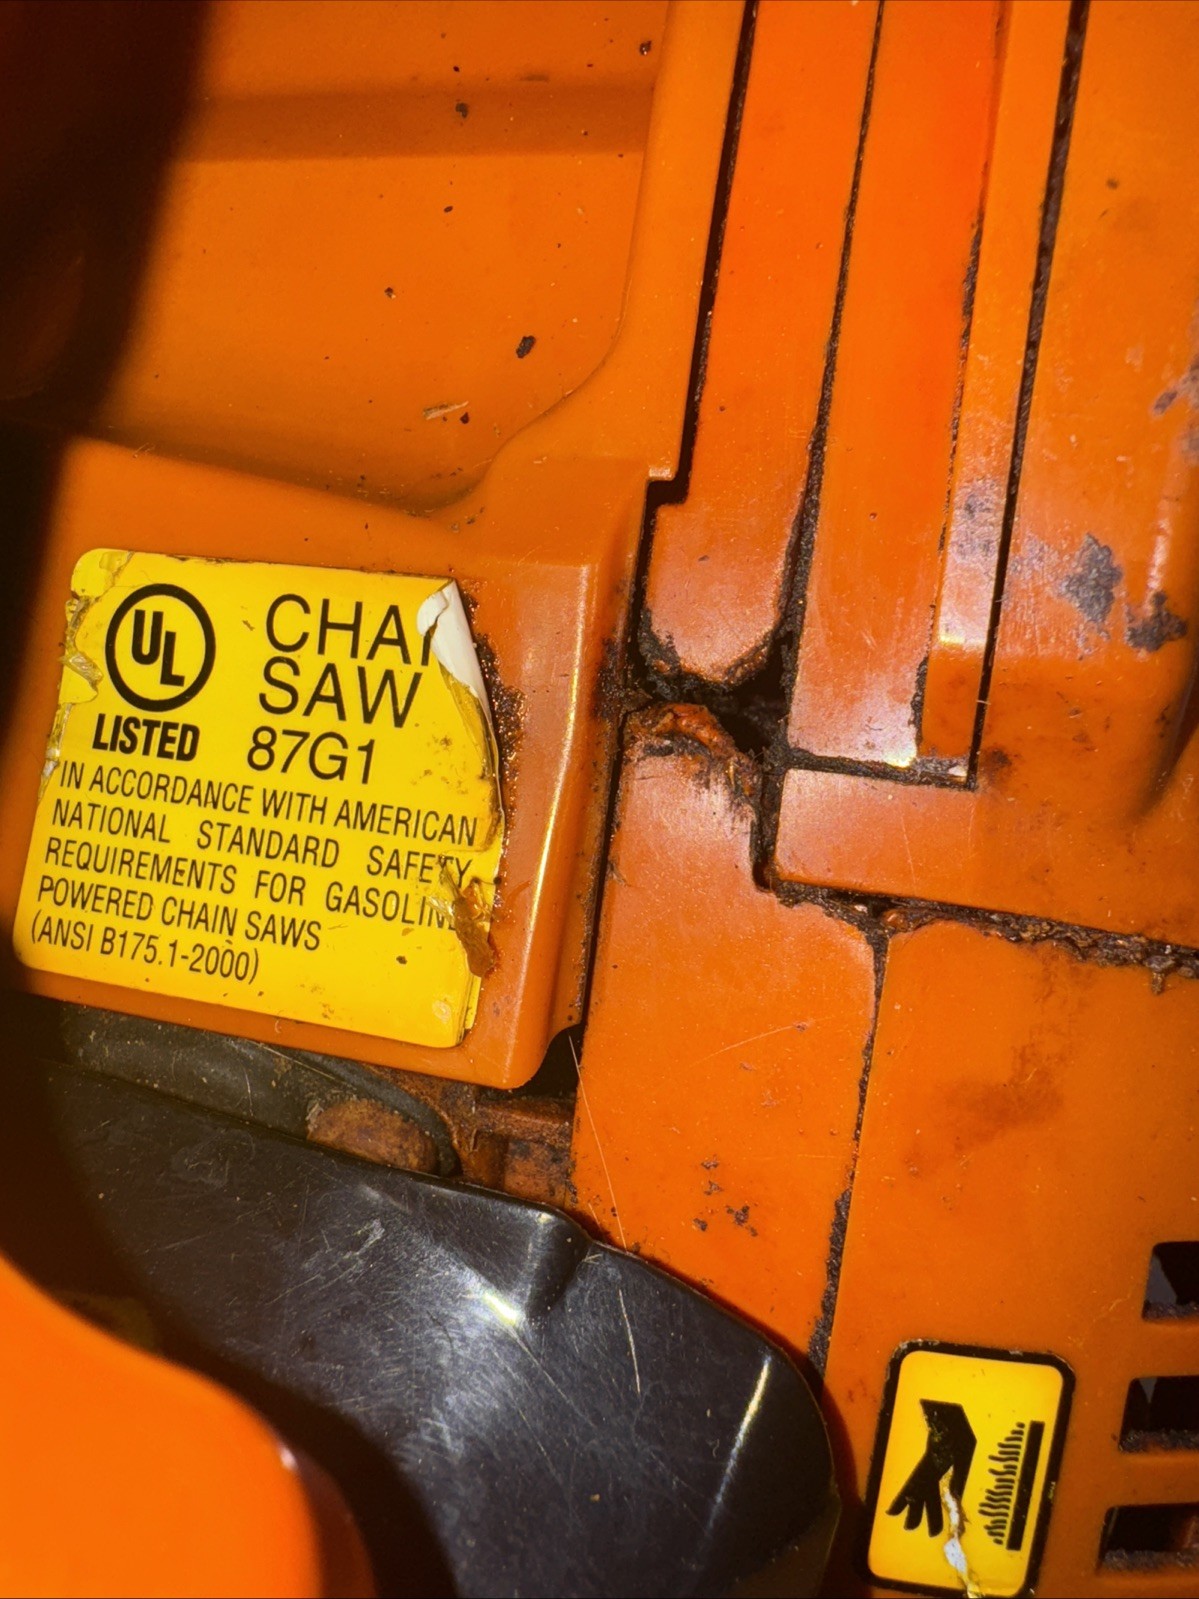 UL
LISTED
CHAI
SAW
87G1
IN ACCORDANCE WITH AMERICAN
NATIONAL STANDARD SAFETY
REQUIREMENTS FOR GASOLINE
POWERED CHAIN SAWS
(ANSI B175.1-2000)